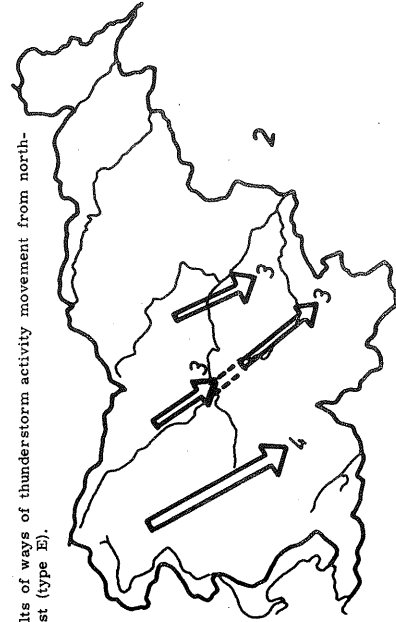 lts of ways of thunderstorm activity movement from north-
st (type E).
2
3
3
3
4